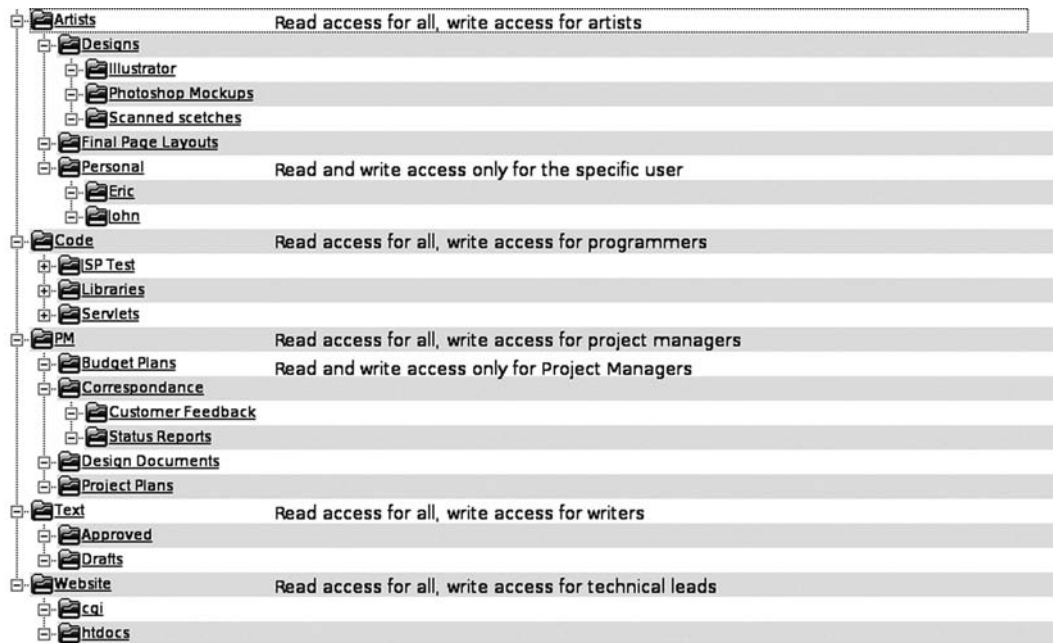 Artists Read access for all, write access for artists
Designs
Illustrator
Photoshop Mockups
Scanned scetches
Final Page Layouts
Personal Read and write access only for the specific user
Eric
John
Code Read access for all, write access for programmers
JSP Test
Libraries
Servlets
PM Read access for all, write access for project managers
Budget Plans Read and write access only for Project Managers
Correspondance
Customer Feedback
Status Reports
Design Documents
Project Plans
Text Read access for all, write access for writers
Approved
Drafts
Website Read access for all, write access for technical leads
cgi
htdocs